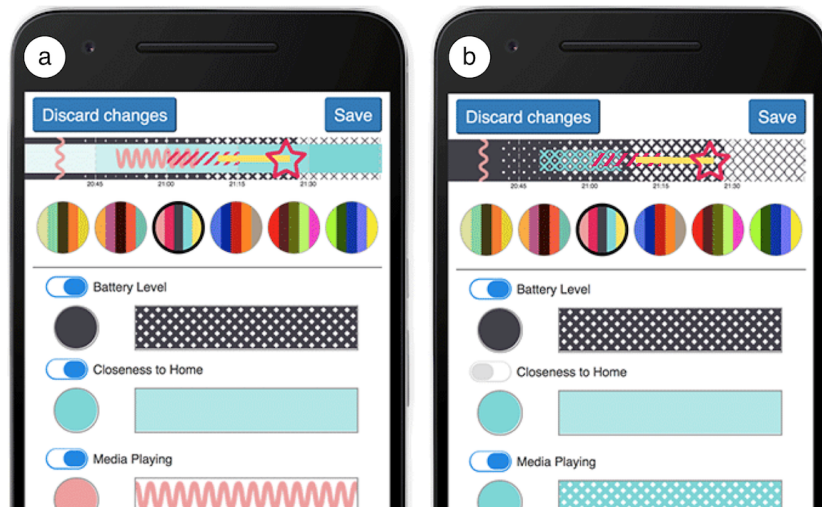 a
Discard changes Save
20:45 21:00 21:15 21:30
Battery Level
Closeness to Home
Media Playing
b
Discard changes Save
20:45 21:00 21:15 21:30
Battery Level
Closeness to Home
Media Playing